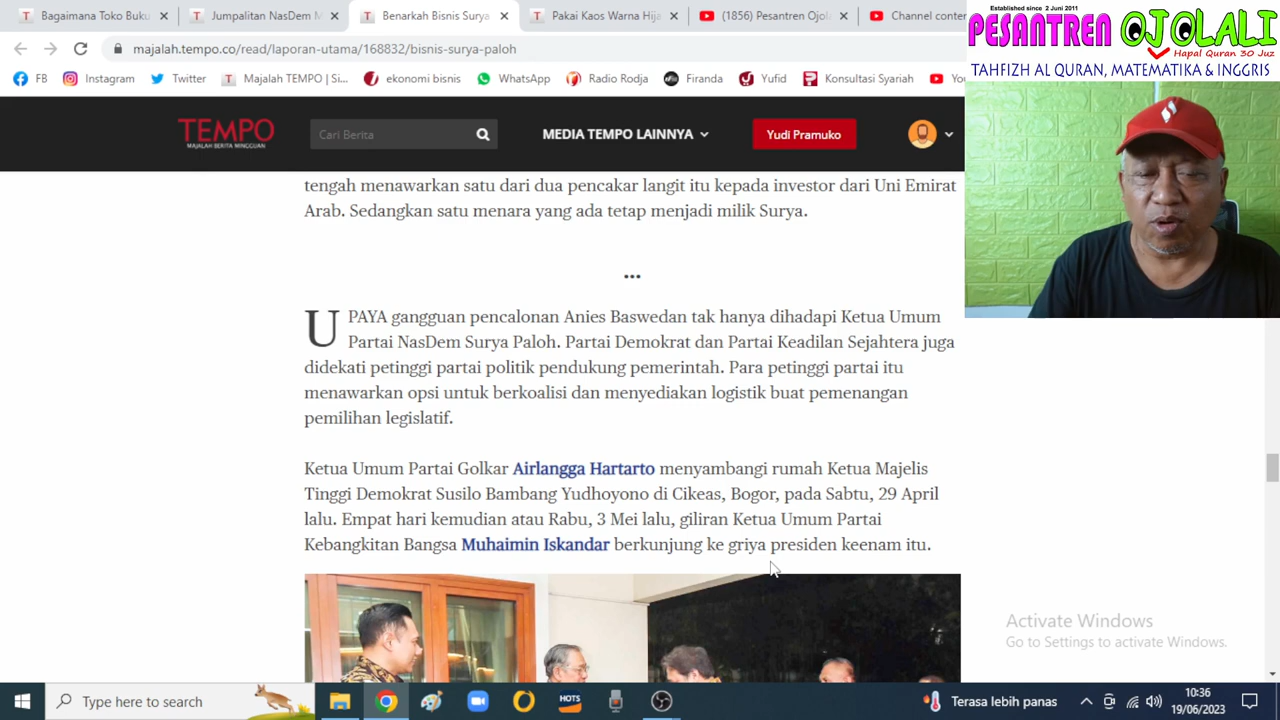 Bagaimana Toko Buku
Jumpalitan NasDem
Benarkah Bisnis Surya
Pakai Kaos Warna Hija
(1856) Pesantren Ojol
Channel conten
majalah.tempo.co/read/laporan-utama/168832/bisnis-surya-paloh
FB
Instagram
Twitter
Majalah TEMPO | Si...
ekonomi bisnis
WhatsApp
Radio Rodja
Firanda
Yufid
Konsultasi Syariah
You
Established since 2 Juni 2011
PESANTREN OJOLALI
Hapal Quran 30 Juz
TAHFIZH AL QURAN, MATEMATIKA & INGGRIS
TEMPO
MAJALAH BERITA MINGGUAN
Cari Berita
MEDIA TEMPO LAINNYA
Yudi Pramuko
tengah menawarkan satu dari dua pencakar langit itu kepada investor dari Uni Emirat
Arab. Sedangkan satu menara yang ada tetap menjadi milik Surya.
•••
UPAYA gangguan pencalonan Anies Baswedan tak hanya dihadapi Ketua Umum
Partai NasDem Surya Paloh. Partai Demokrat dan Partai Keadilan Sejahtera juga
didekati petinggi partai politik pendukung pemerintah. Para petinggi partai itu
menawarkan opsi untuk berkoalisi dan menyediakan logistik buat pemenangan
pemilihan legislatif.
Ketua Umum Partai Golkar Airlangga Hartarto menyambangi rumah Ketua Majelis
Tinggi Demokrat Susilo Bambang Yudhoyono di Cikeas, Bogor, pada Sabtu, 29 April
lalu. Empat hari kemudian atau Rabu, 3 Mei lalu, giliran Ketua Umum Partai
Kebangkitan Bangsa Muhaimin Iskandar berkunjung ke griya presiden keenam itu.
Activate Windows
Go to Settings to activate Windows.
Type here to search
HOTS
Terasa lebih panas
10:36
19/06/2023